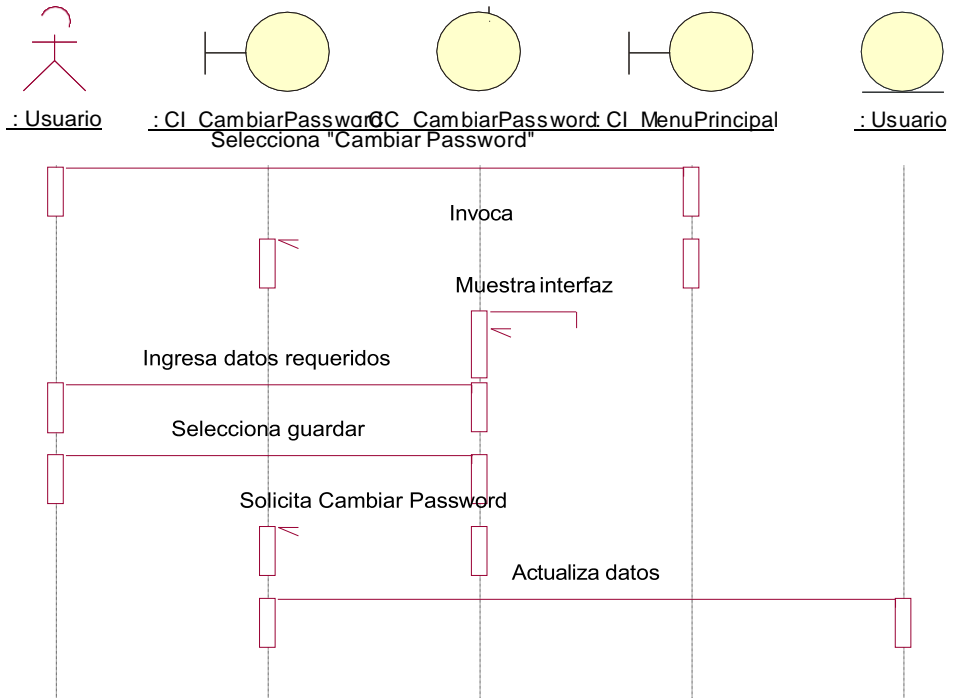 : Usuario
: CI_CambiarPassword
: CC_CambiarPassword
: CI_MenuPrincipal
: Usuario
Selecciona "Cambiar Password"
Invoca
Muestra interfaz
Ingresa datos requeridos
Selecciona guardar
Solicita Cambiar Password
Actualiza datos